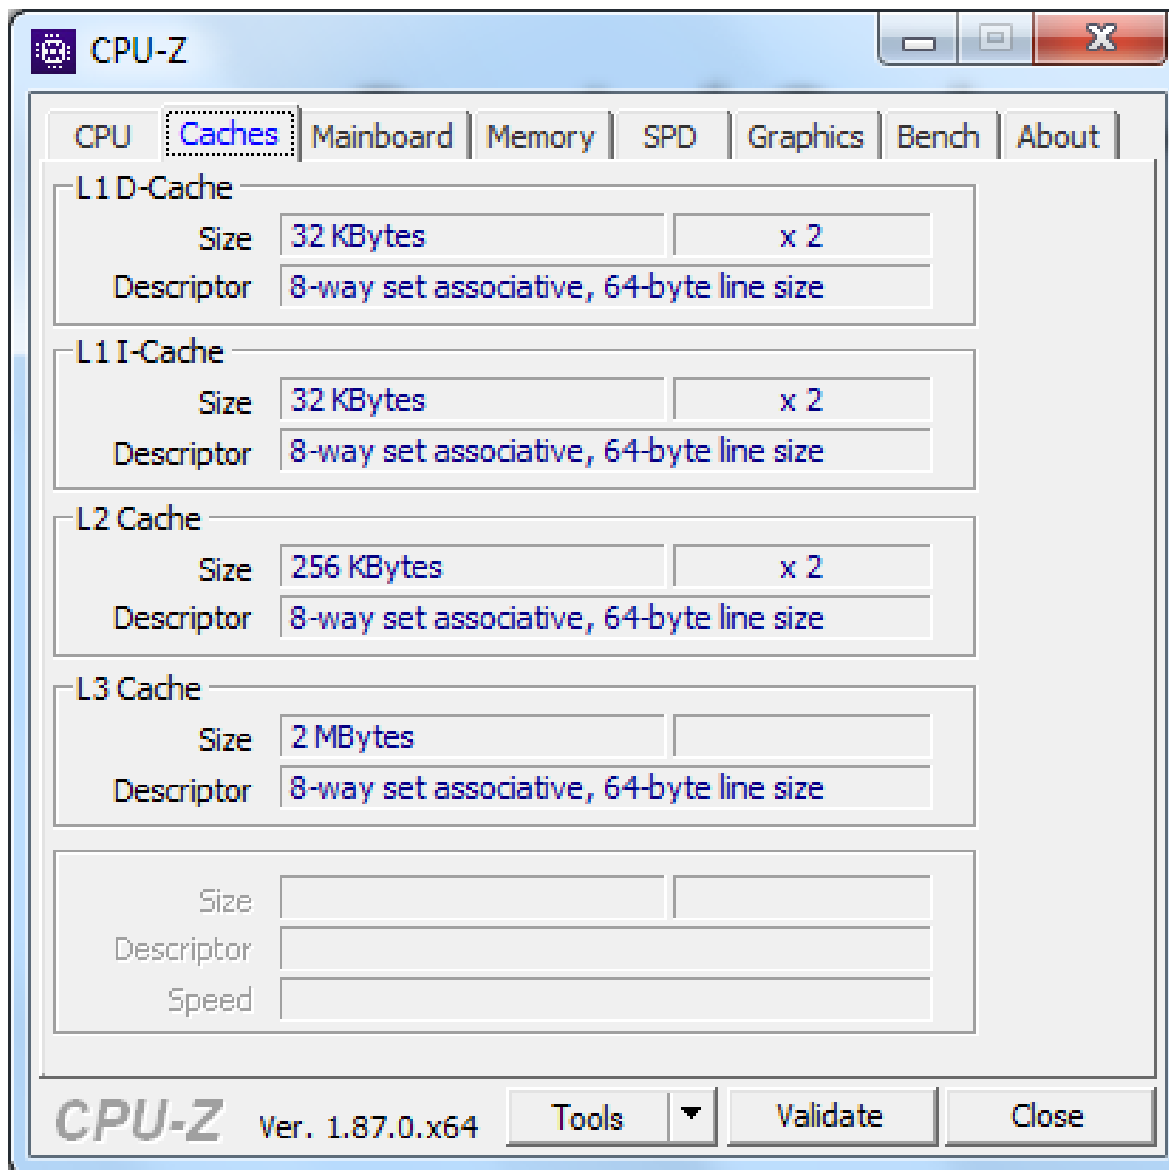 CPU-Z
CPU Caches Mainboard Memory SPD Graphics Bench About
L1 D-Cache
Size 32 KBytes x 2
Descriptor 8-way set associative, 64-byte line size
L1 I-Cache
Size 32 KBytes x 2
Descriptor 8-way set associative, 64-byte line size
L2 Cache
Size 256 KBytes x 2
Descriptor 8-way set associative, 64-byte line size
L3 Cache
Size 2 MBytes
Descriptor 8-way set associative, 64-byte line size
Size
Descriptor
Speed
CPU-Z Ver. 1.87.0.x64 Tools Validate Close